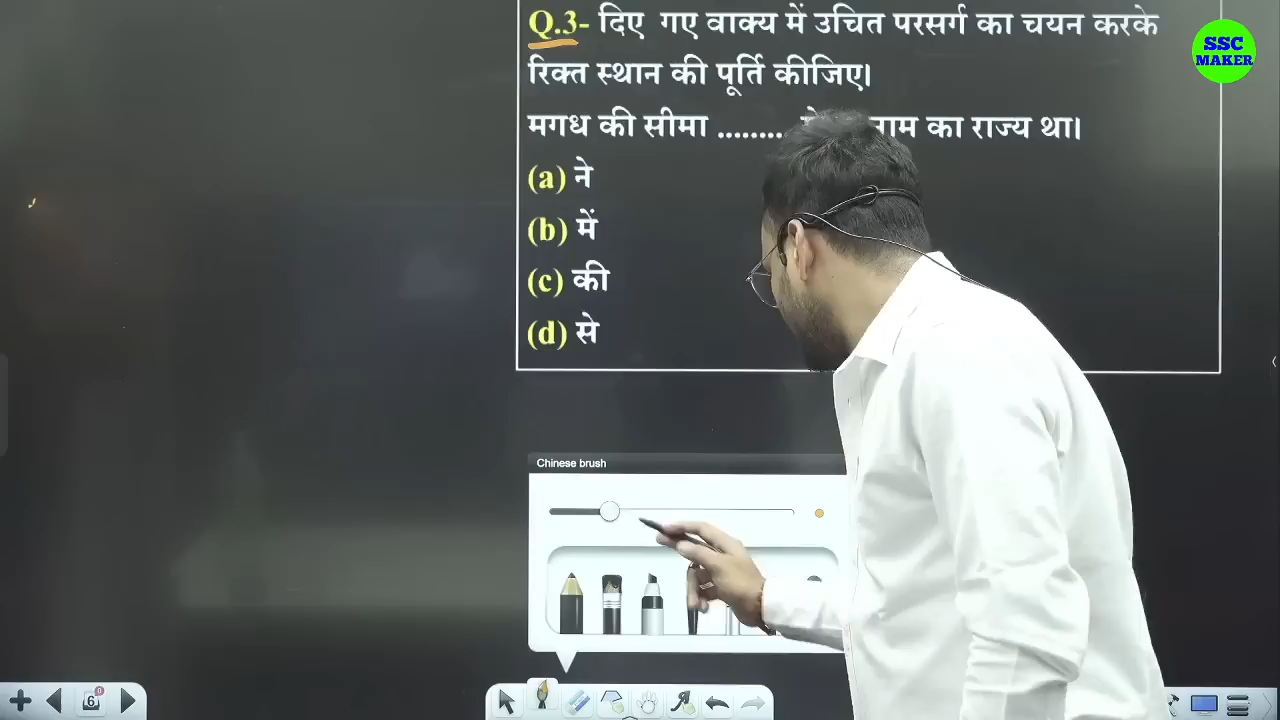 Q.3- दिए गए वाक्य में उचित परसर्ग का चयन करके
रिक्त स्थान की पूर्ति कीजिए।
मगध की सीमा ......... का राज्य था।
(a) ने
(b) में
(c) की
(d) से
SSC
MAKER
Chinese brush
6